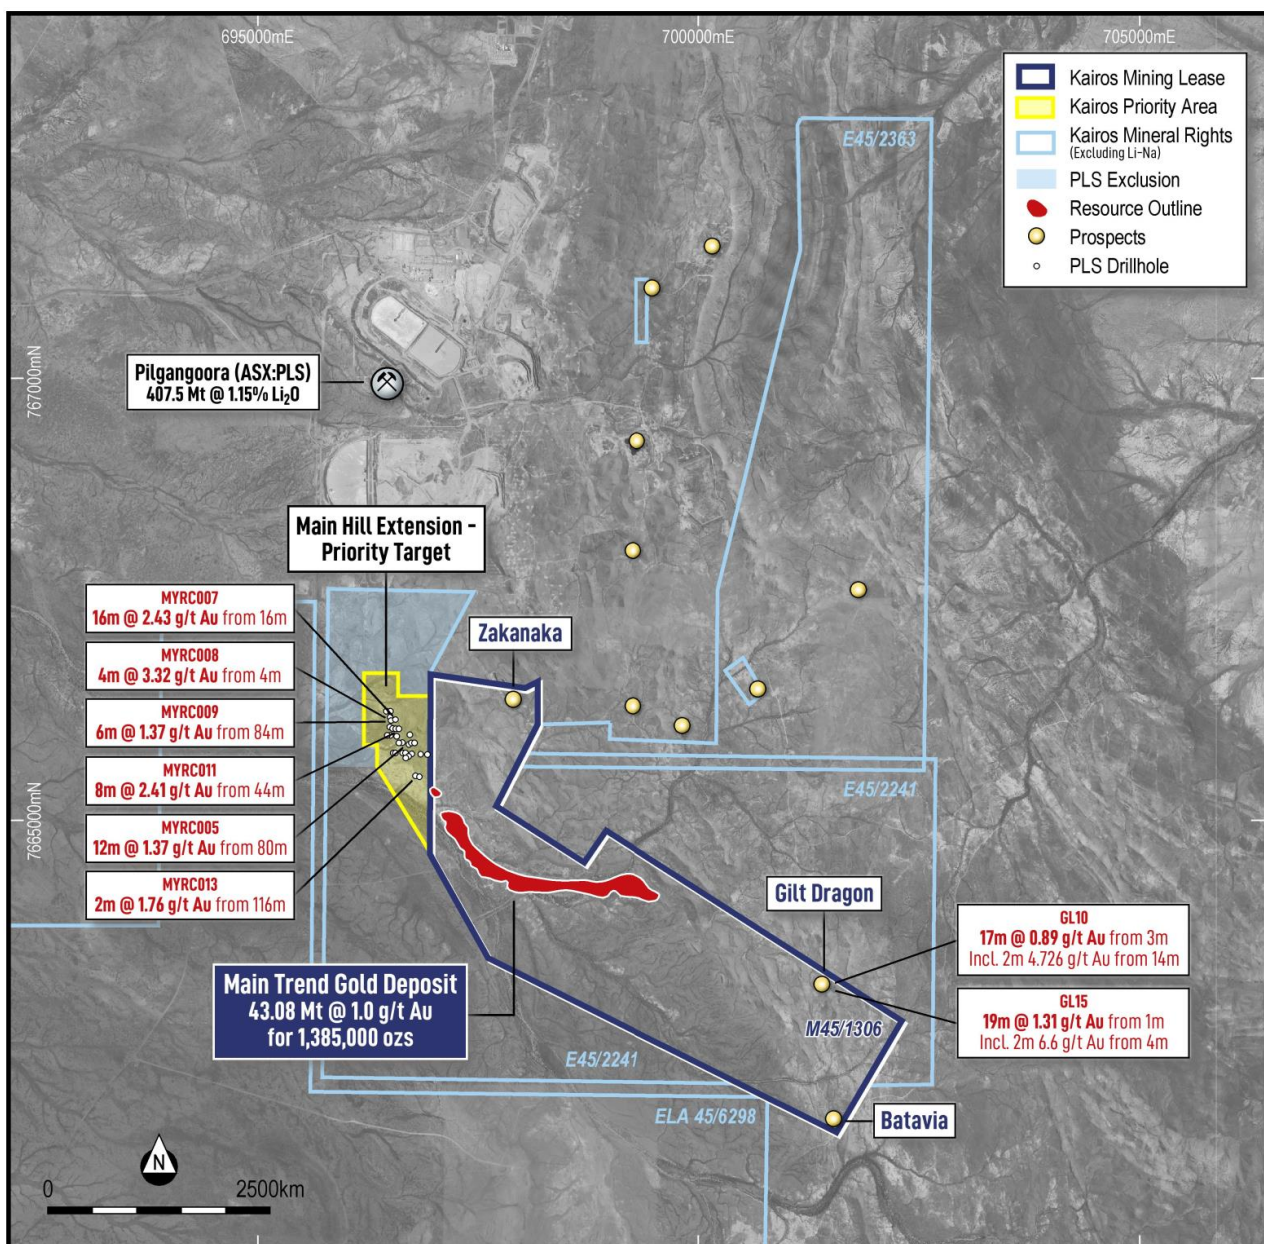 695000mE
700000mE
705000mE
Kairos Mining Lease
Kairos Priority Area
Kairos Mineral Rights
(Excluding Li-Na)
PLS Exclusion
Resource Outline
Prospects
PLS Drillhole
E45/2363
767000mN
Pilgangoora (ASX:PLS)
407.5 Mt @ 1.15% Li₂O
Main Hill Extension -
Priority Target
MYRC007
16m @ 2.43 g/t Au from 16m
MYRC008
4m @ 3.32 g/t Au from 4m
MYRC009
6m @ 1.37 g/t Au from 84m
MYRC011
8m @ 2.41 g/t Au from 44m
MYRC005
12m @ 1.37 g/t Au from 80m
MYRC013
2m @ 1.76 g/t Au from 116m
Zakanaka
E45/2241
7665000mN
Gilt Dragon
GL10
17m @ 0.89 g/t Au from 3m
Incl. 2m 4.726 g/t Au from 14m
GL15
19m @ 1.31 g/t Au from 1m
Incl. 2m 6.6 g/t Au from 4m
Main Trend Gold Deposit
43.08 Mt @ 1.0 g/t Au
for 1,385,000 ozs
M45/1306
E45/2241
ELA 45/6298
Batavia
N
0
2500km